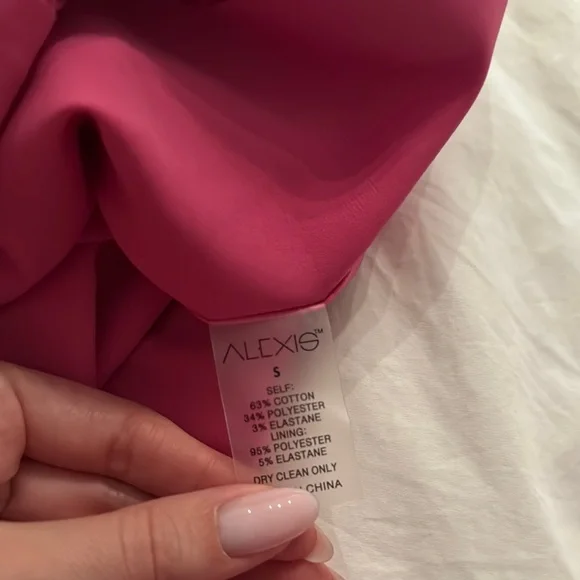 ALEXIS™
S
SELF:
63% COTTON
34% POLYESTER
3% ELASTANE
LINING:
95% POLYESTER
5% ELASTANE
DRY CLEAN ONLY
CHINA